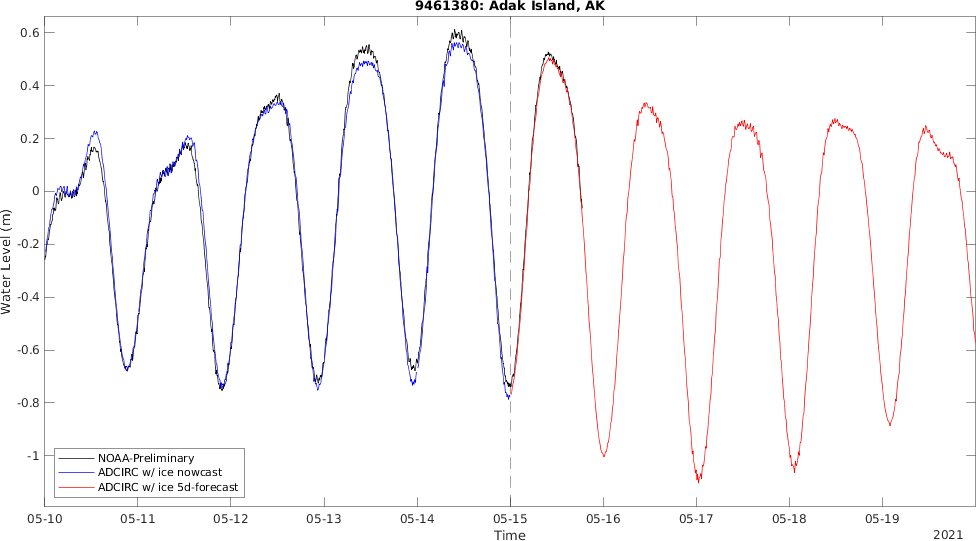 9461380: Adak Island, AK
0.6
0.4
0.2
0
-0.2
-0.4
-0.6
-0.8
-1
Water Level (m)
NOAA-Preliminary
ADCIRC w/ ice nowcast
ADCIRC w/ ice 5d-forecast
05-10 05-11 05-12 05-13 05-14 05-15 05-16 05-17 05-18 05-19
Time
2021